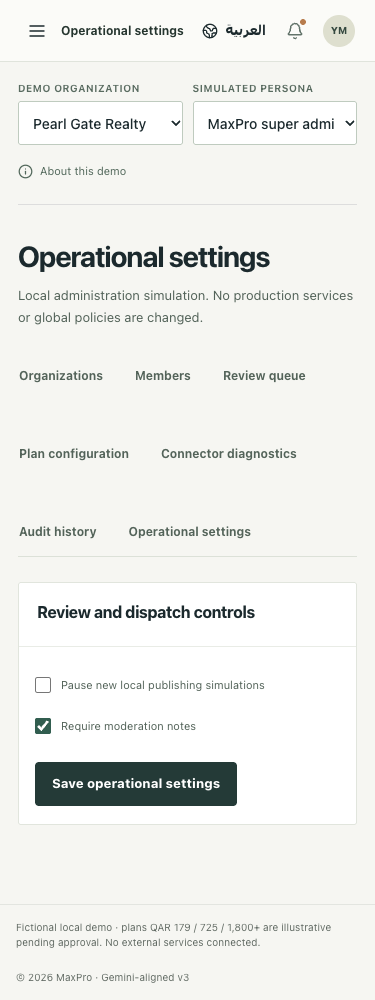 Operational settings
العربية
YM
DEMO ORGANIZATION
SIMULATED PERSONA
Pearl Gate Realty
MaxPro super admi
About this demo
Operational settings
Local administration simulation. No production services
or global policies are changed.
Organizations
Members
Review queue
Plan configuration
Connector diagnostics
Audit history
Operational settings
Review and dispatch controls
Pause new local publishing simulations
Require moderation notes
Save operational settings
Fictional local demo · plans QAR 179 / 725 / 1,800+ are illustrative
pending approval. No external services connected.
© 2026 MaxPro · Gemini-aligned v3